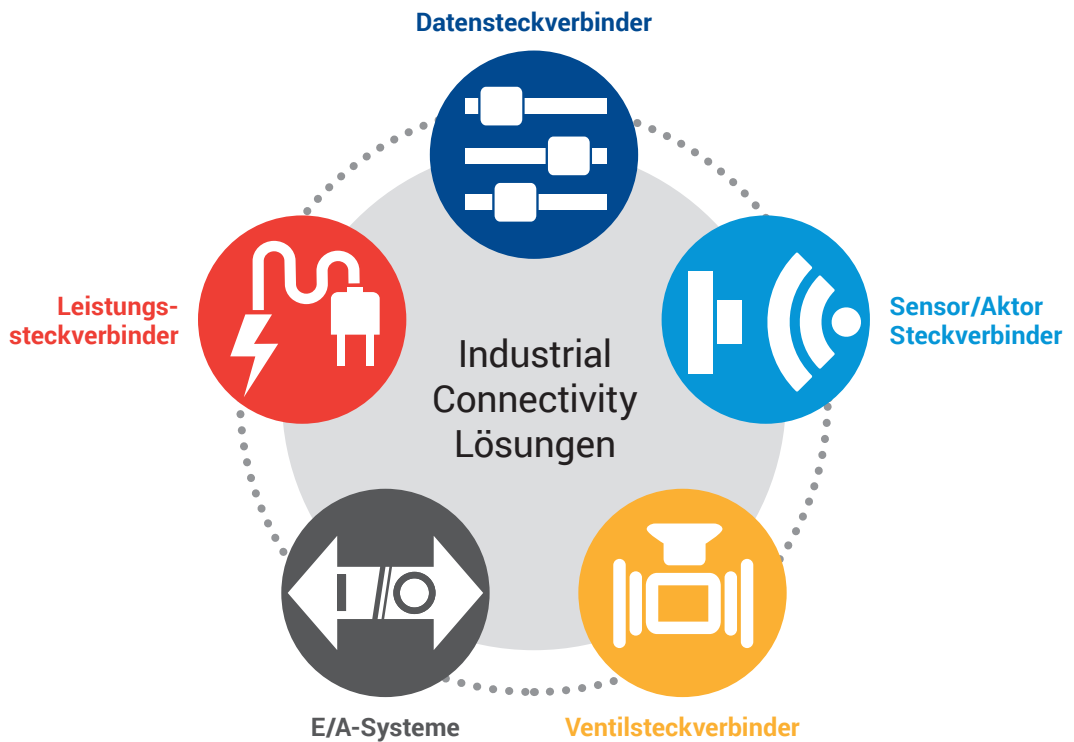 Datensteckverbinder
Leistungs-
steckverbinder
Sensor/Aktor
Steckverbinder
Industrial
Connectivity
Lösungen
I/O
E/A-Systeme
Ventilsteckverbinder